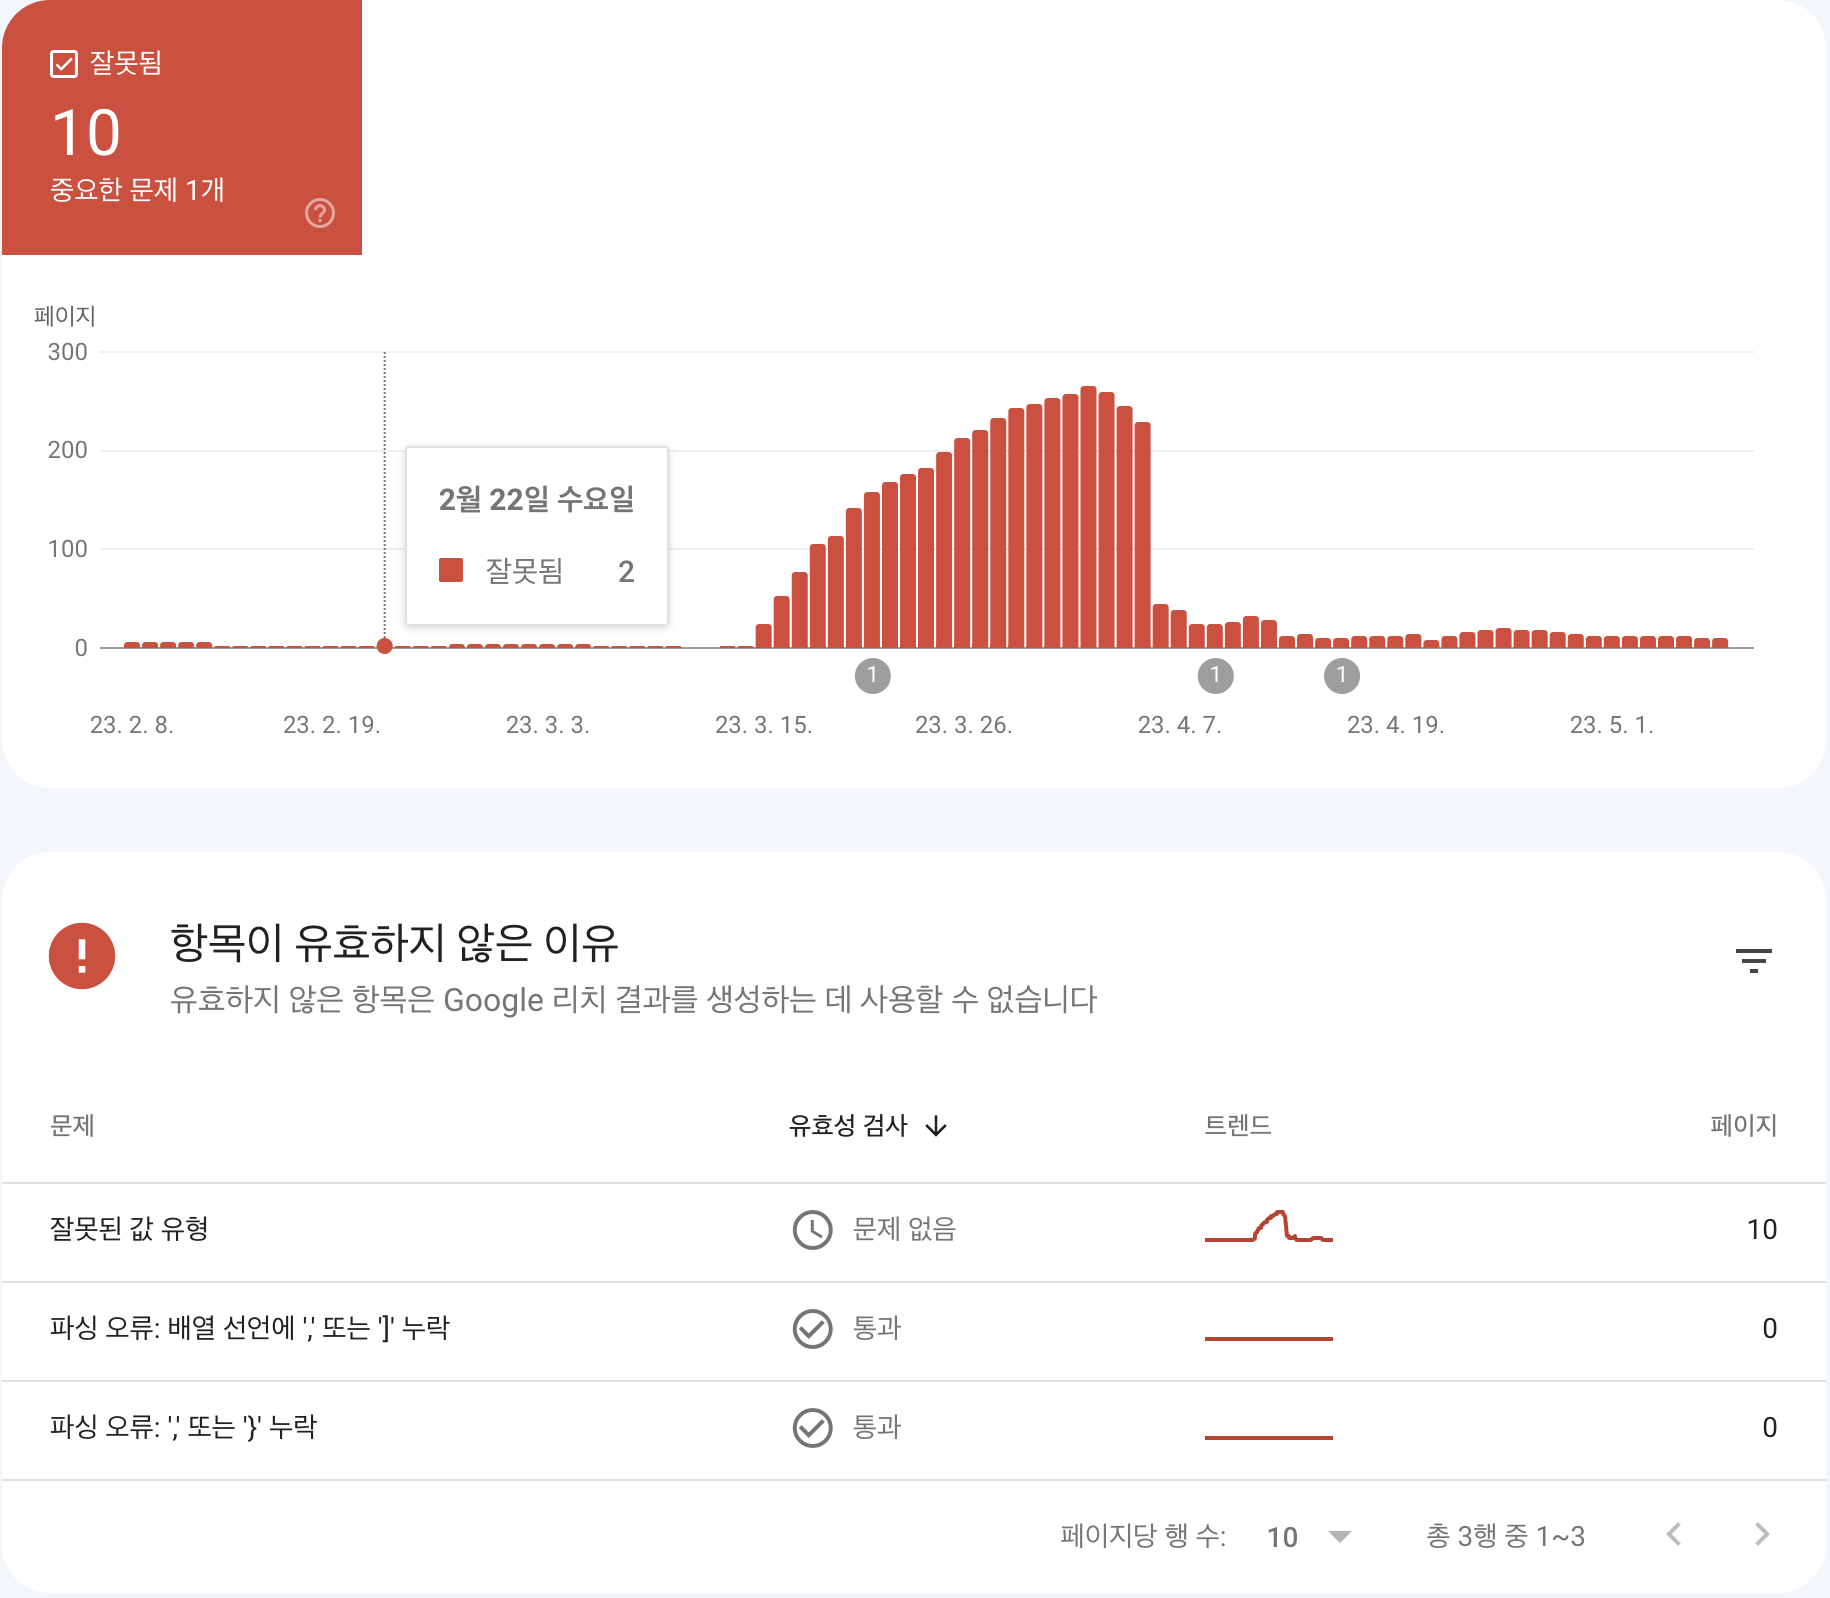 잘못됨
10
중요한 문제 1개
페이지
300
200
100
0
2월 22일 수요일
잘못됨 2
1 1 1
23. 2. 8. 23. 2. 19. 23. 3. 3. 23. 3. 15. 23. 3. 26. 23. 4. 7. 23. 4. 19. 23. 5. 1.
항목이 유효하지 않은 이유
유효하지 않은 항목은 Google 리치 결과를 생성하는 데 사용할 수 없습니다
문제 유효성 검사 트렌드 페이지
잘못된 값 유형 문제 없음 10
파싱 오류: 배열 선언에 ',' 또는 ']' 누락 통과 0
파싱 오류: ',' 또는 '}' 누락 통과 0
페이지당 행 수: 10 총 3행 중 1~3